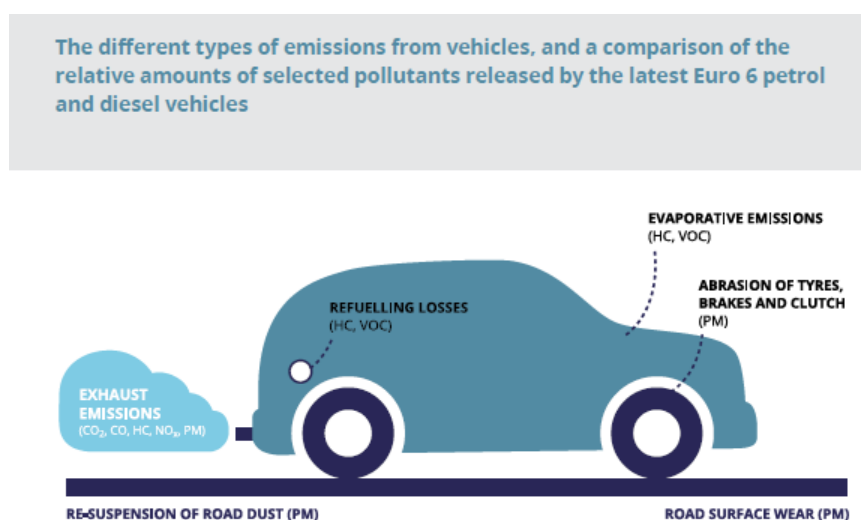 The different types of emissions from vehicles, and a comparison of the
relative amounts of selected pollutants released by the latest Euro 6 petrol
and diesel vehicles
EVAPORATIVE EMISSIONS
(HC, VOC)
ABRASION OF TYRES,
BRAKES AND CLUTCH
(PM)
REFUELLING LOSSES
(HC, VOC)
EXHAUST
EMISSIONS
(CO₂, CO, HC, NOₓ, PM)
RE-SUSPENSION OF ROAD DUST (PM)
ROAD SURFACE WEAR (PM)